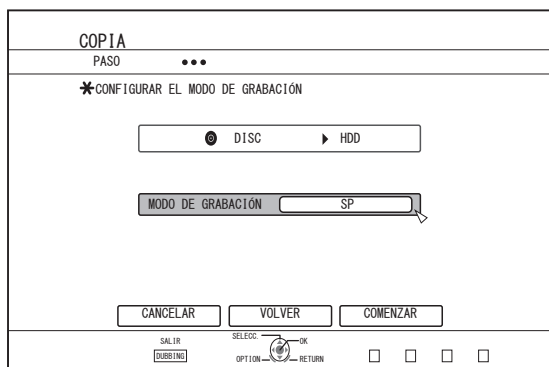 COPIA
PASO
CONFIGURAR EL MODO DE GRABACIÓN
DISC HDD
MODO DE GRABACIÓN SP
CANCELAR VOLVER COMENZAR
SALIR
DUBBING
SELECC. OK
OPTION RETURN